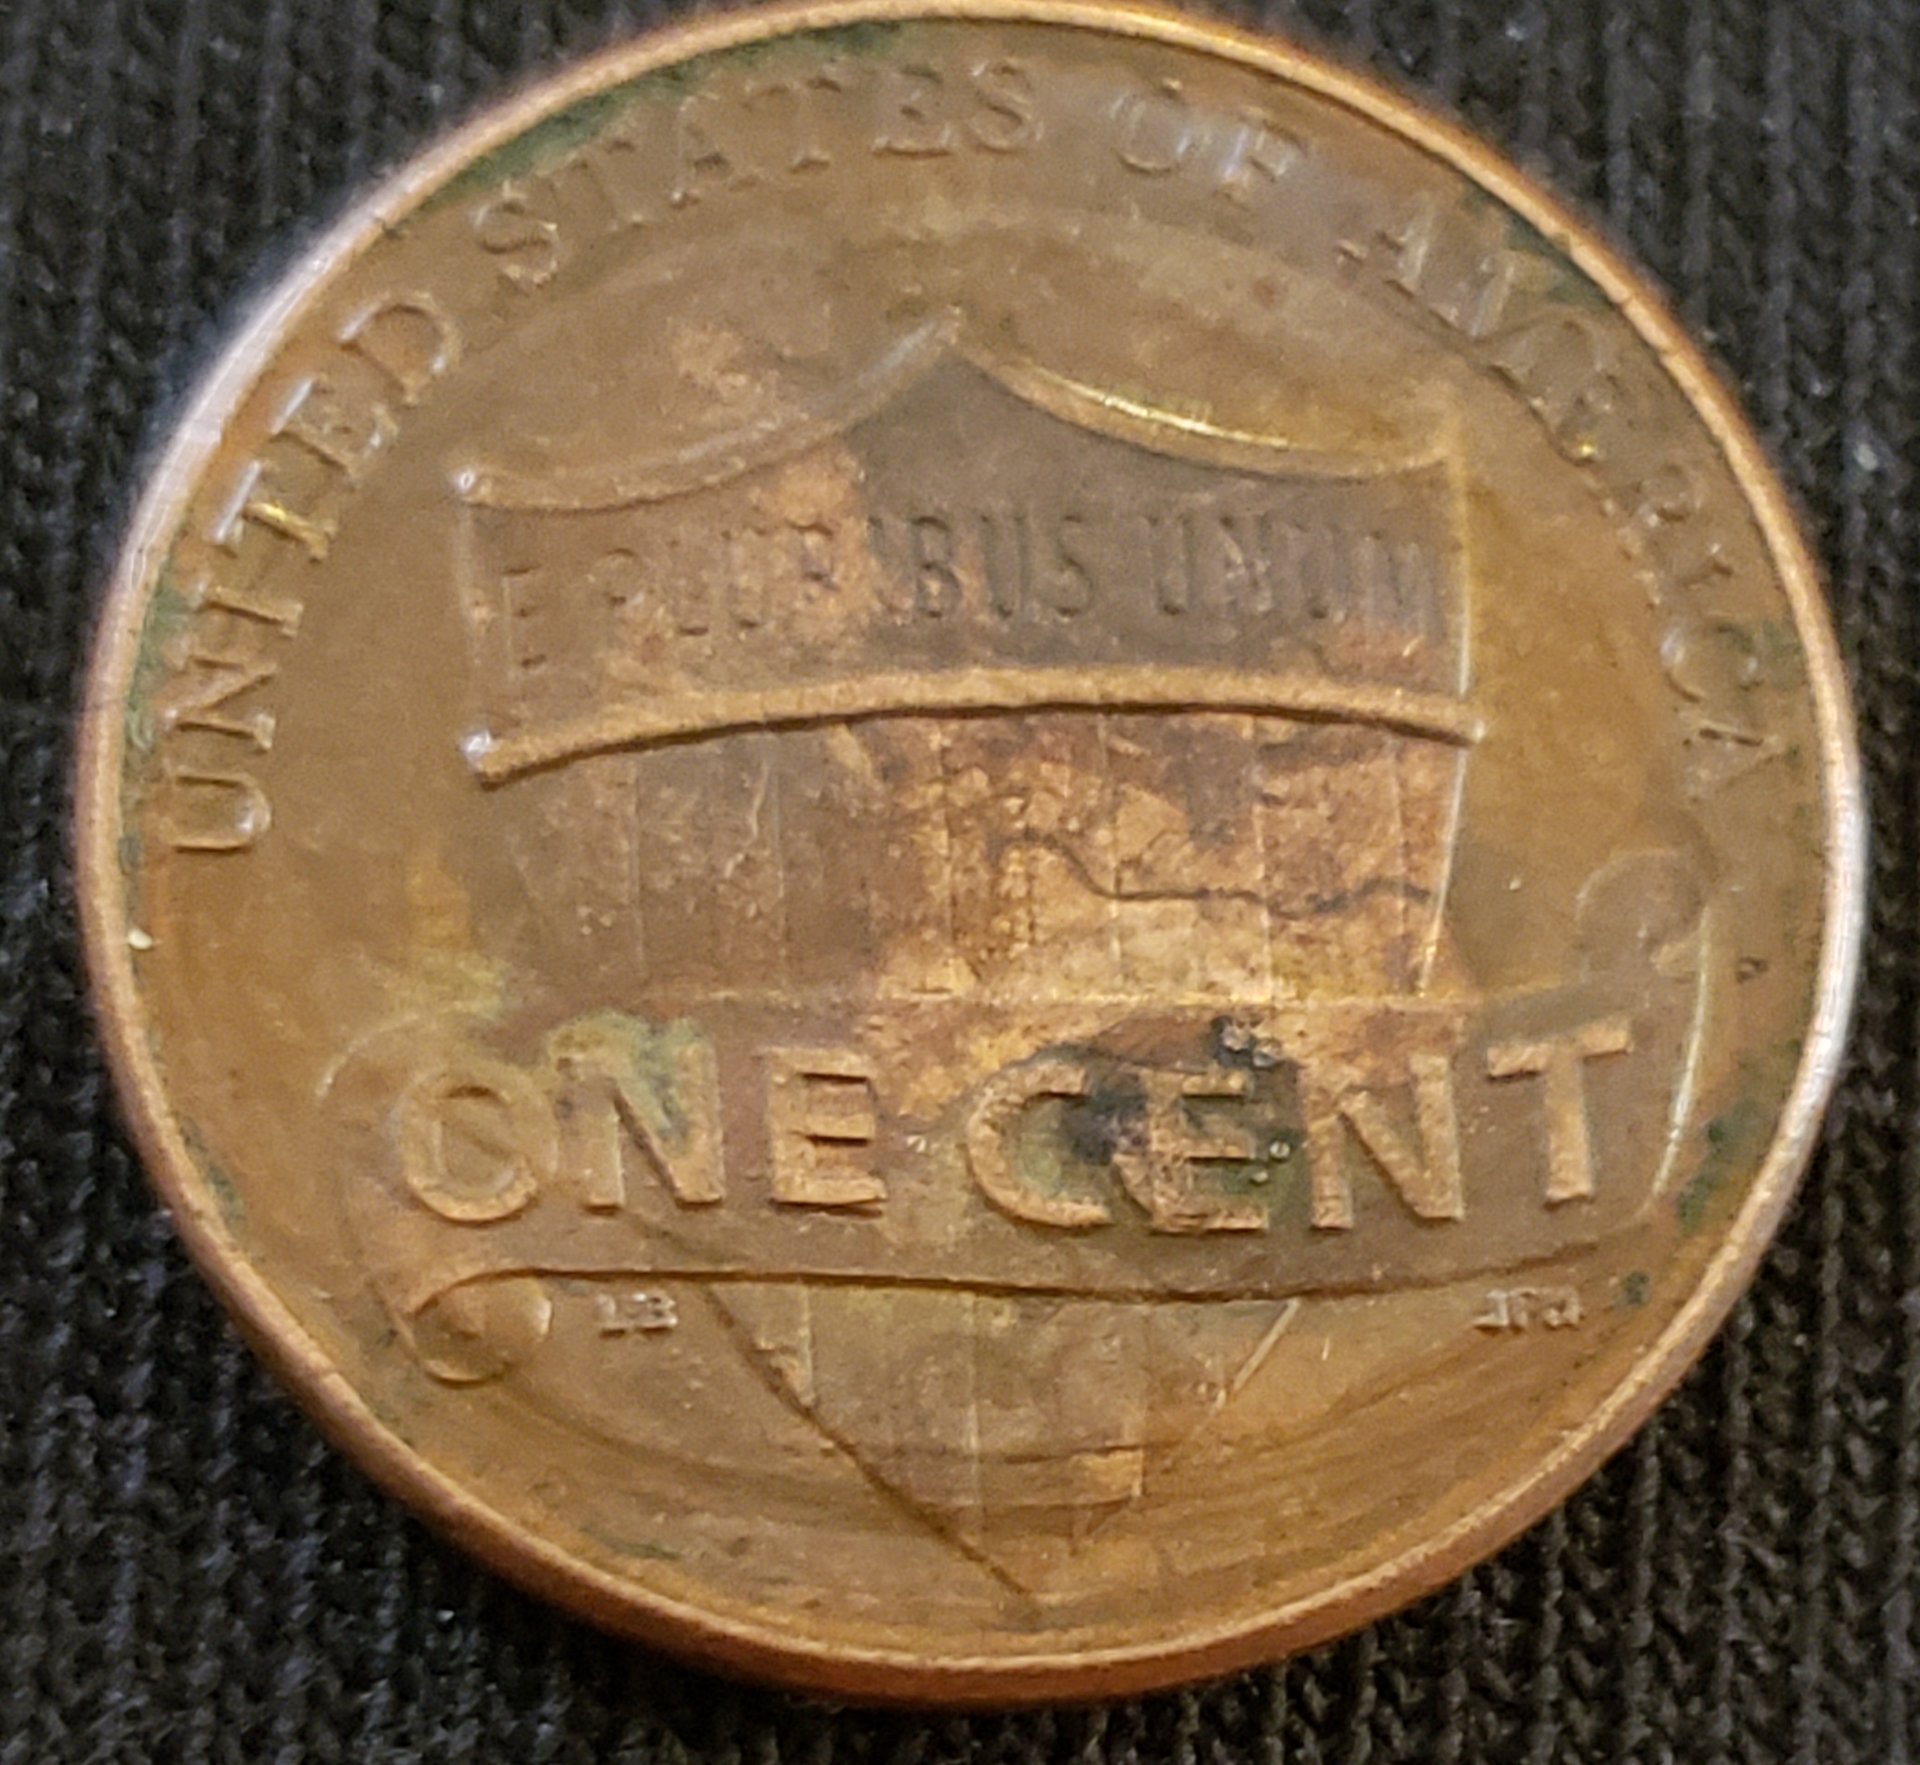 UNITED STATES OF AMERICA
E PLURIBUS UNUM
ONE CENT
LB
JFM